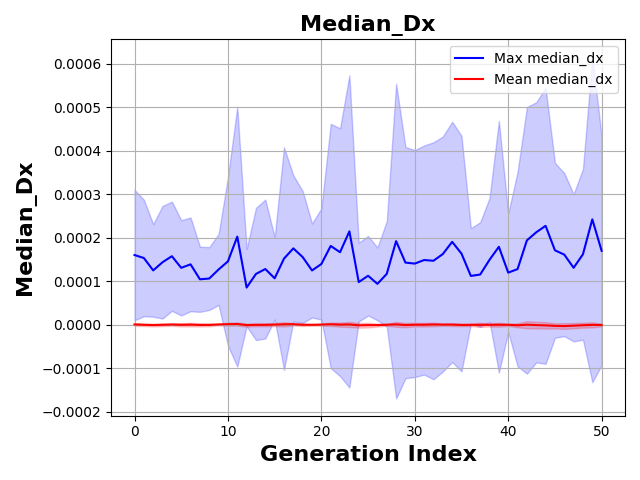 Median_Dx
Max median_dx
Mean median_dx
0.0006
0.0005
0.0004
0.0003
0.0002
0.0001
0.0000
−0.0001
−0.0002
Median_Dx
0 10 20 30 40 50
Generation Index